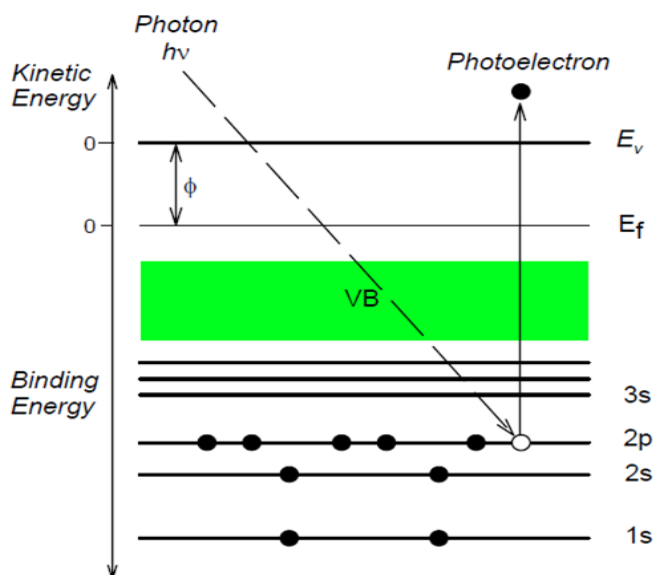 Photon
hν
Kinetic
Energy
Photoelectron
0
E_v
ϕ
0
E_f
VB
Binding
Energy
3s
2p
2s
1s